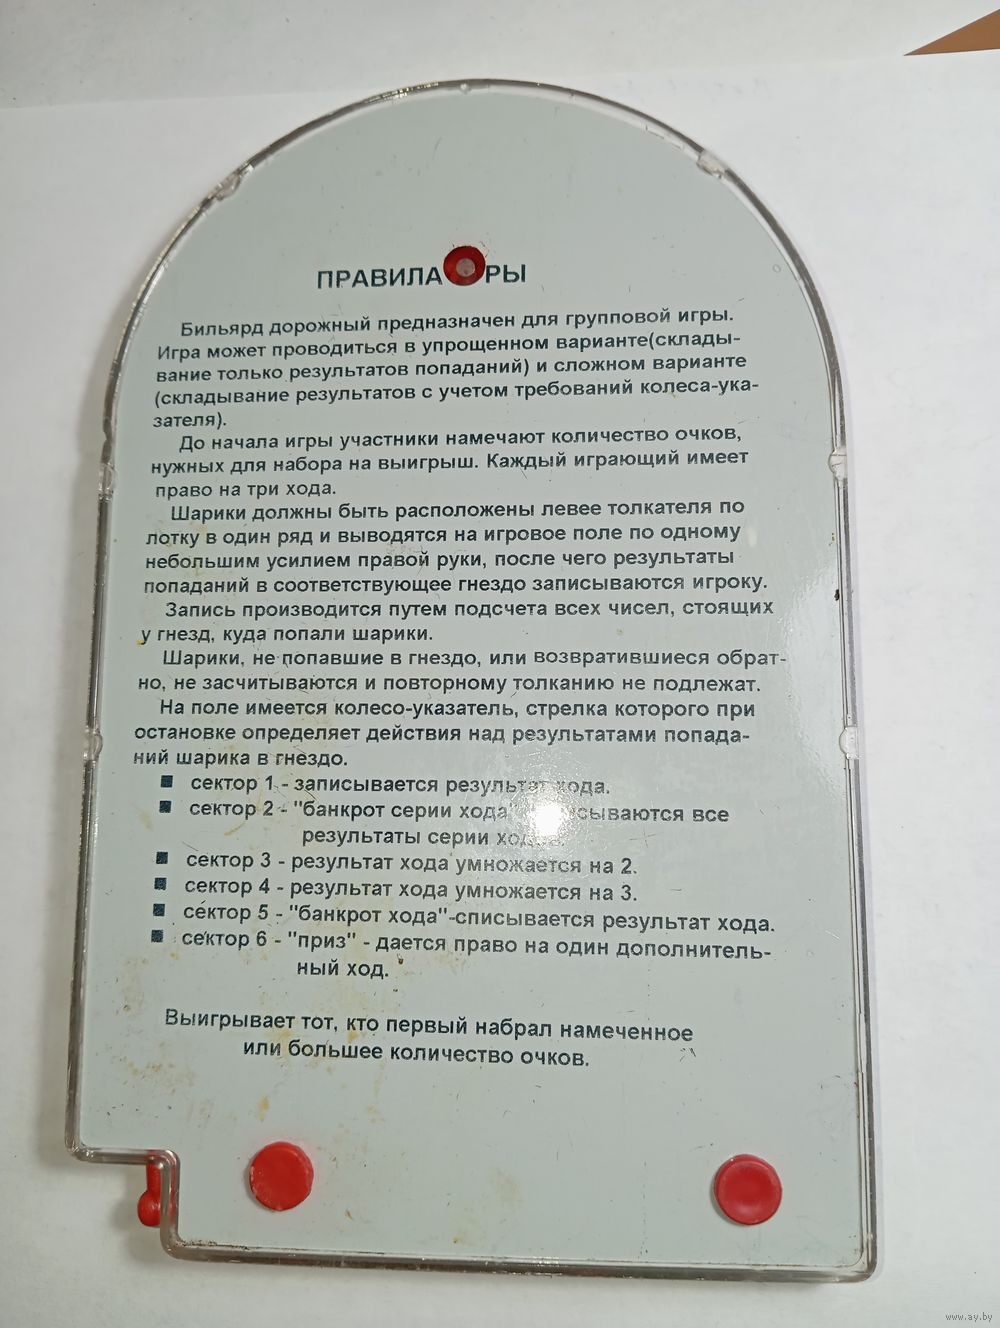 ПРАВИЛА РЫ
Бильярд дорожный предназначен для групповой игры.
Игра может проводиться в упрощенном варианте(склады-
вание только результатов попаданий) и сложном варианте
(складывание результатов с учетом требований колеса-ука-
зателя).
До начала игры участники намечают количество очков,
нужных для набора на выигрыш. Каждый играющий имеет
право на три хода.
Шарики должны быть расположены левее толкателя по
лотку в один ряд и выводятся на игровое поле по одному
небольшим усилием правой руки, после чего результаты
попаданий в соответствующее гнездо записываются игроку.
Запись производится путем подсчета всех чисел, стоящих
у гнезд, куда попали шарики.
Шарики, не попавшие в гнездо, или возвратившиеся обрат-
но, не засчитываются и повторному толканию не подлежат.
На поле имеется колесо-указатель, стрелка которого при
остановке определяет действия над результатами попада-
ний шарика в гнездо.
сектор 1 - записывается результат хода.
сектор 2 - "банкрот серии хода" все
результаты серии
сектор 3 - результат хода умножается на 2.
сектор 4 - результат хода умножается на 3.
сектор 5 - "банкрот хода"-списывается результат хода.
сектор 6 - "приз" - дается право на один дополнитель-
ный ход.
Выигрывает тот, кто первый набрал намеченное
или большее количество очков.
www.ay.by